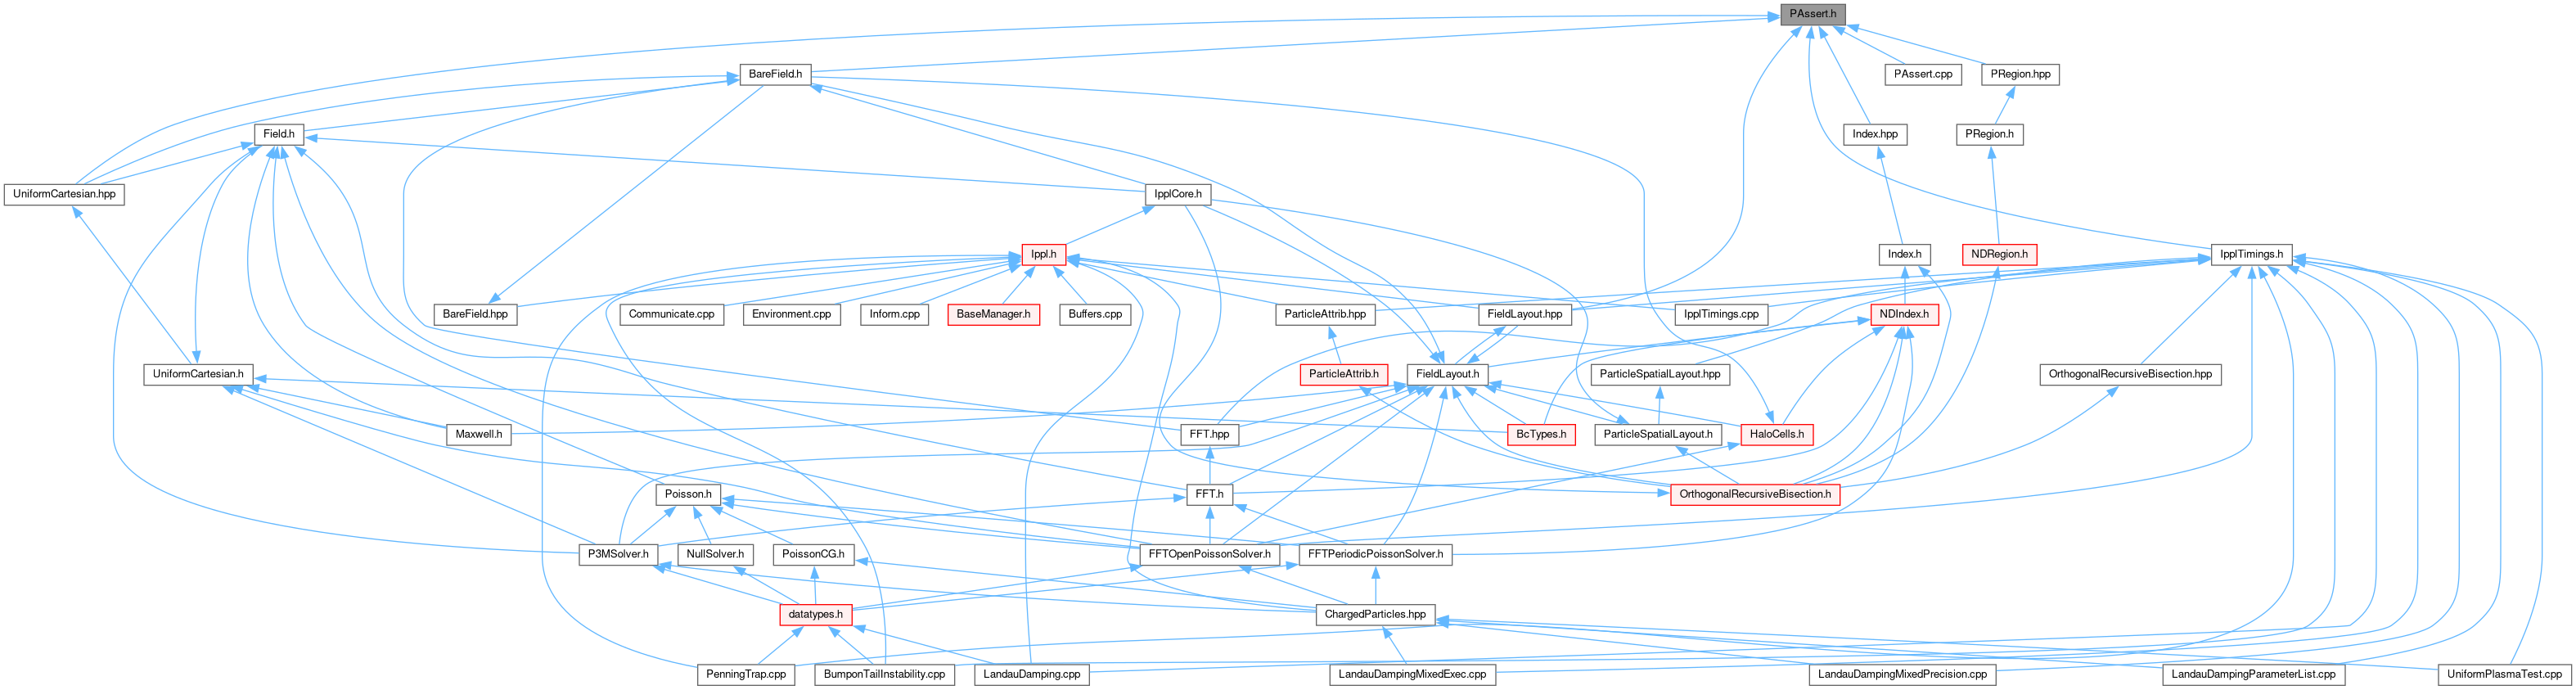 PAssert.h
BareField.h
PAssert.cpp
PRegion.hpp
Field.h
Index.hpp
PRegion.h
UniformCartesian.hpp
IpplCore.h
Ippl.h
Index.h
NDRegion.h
IpplTimings.h
BareField.hpp
Communicate.cpp
Environment.cpp
Inform.cpp
BaseManager.h
Buffers.cpp
ParticleAttrib.hpp
FieldLayout.hpp
IpplTimings.cpp
NDIndex.h
UniformCartesian.h
ParticleAttrib.h
FieldLayout.h
ParticleSpatialLayout.hpp
OrthogonalRecursiveBisection.hpp
Maxwell.h
FFT.hpp
BcTypes.h
ParticleSpatialLayout.h
HaloCells.h
Poisson.h
FFT.h
OrthogonalRecursiveBisection.h
P3MSolver.h
NullSolver.h
PoissonCG.h
FFTOpenPoissonSolver.h
FFTPeriodicPoissonSolver.h
datatypes.h
ChargedParticles.hpp
PenningTrap.cpp
BumponTailInstability.cpp
LandauDamping.cpp
LandauDampingMixedExec.cpp
LandauDampingMixedPrecision.cpp
LandauDampingParameterList.cpp
UniformPlasmaTest.cpp